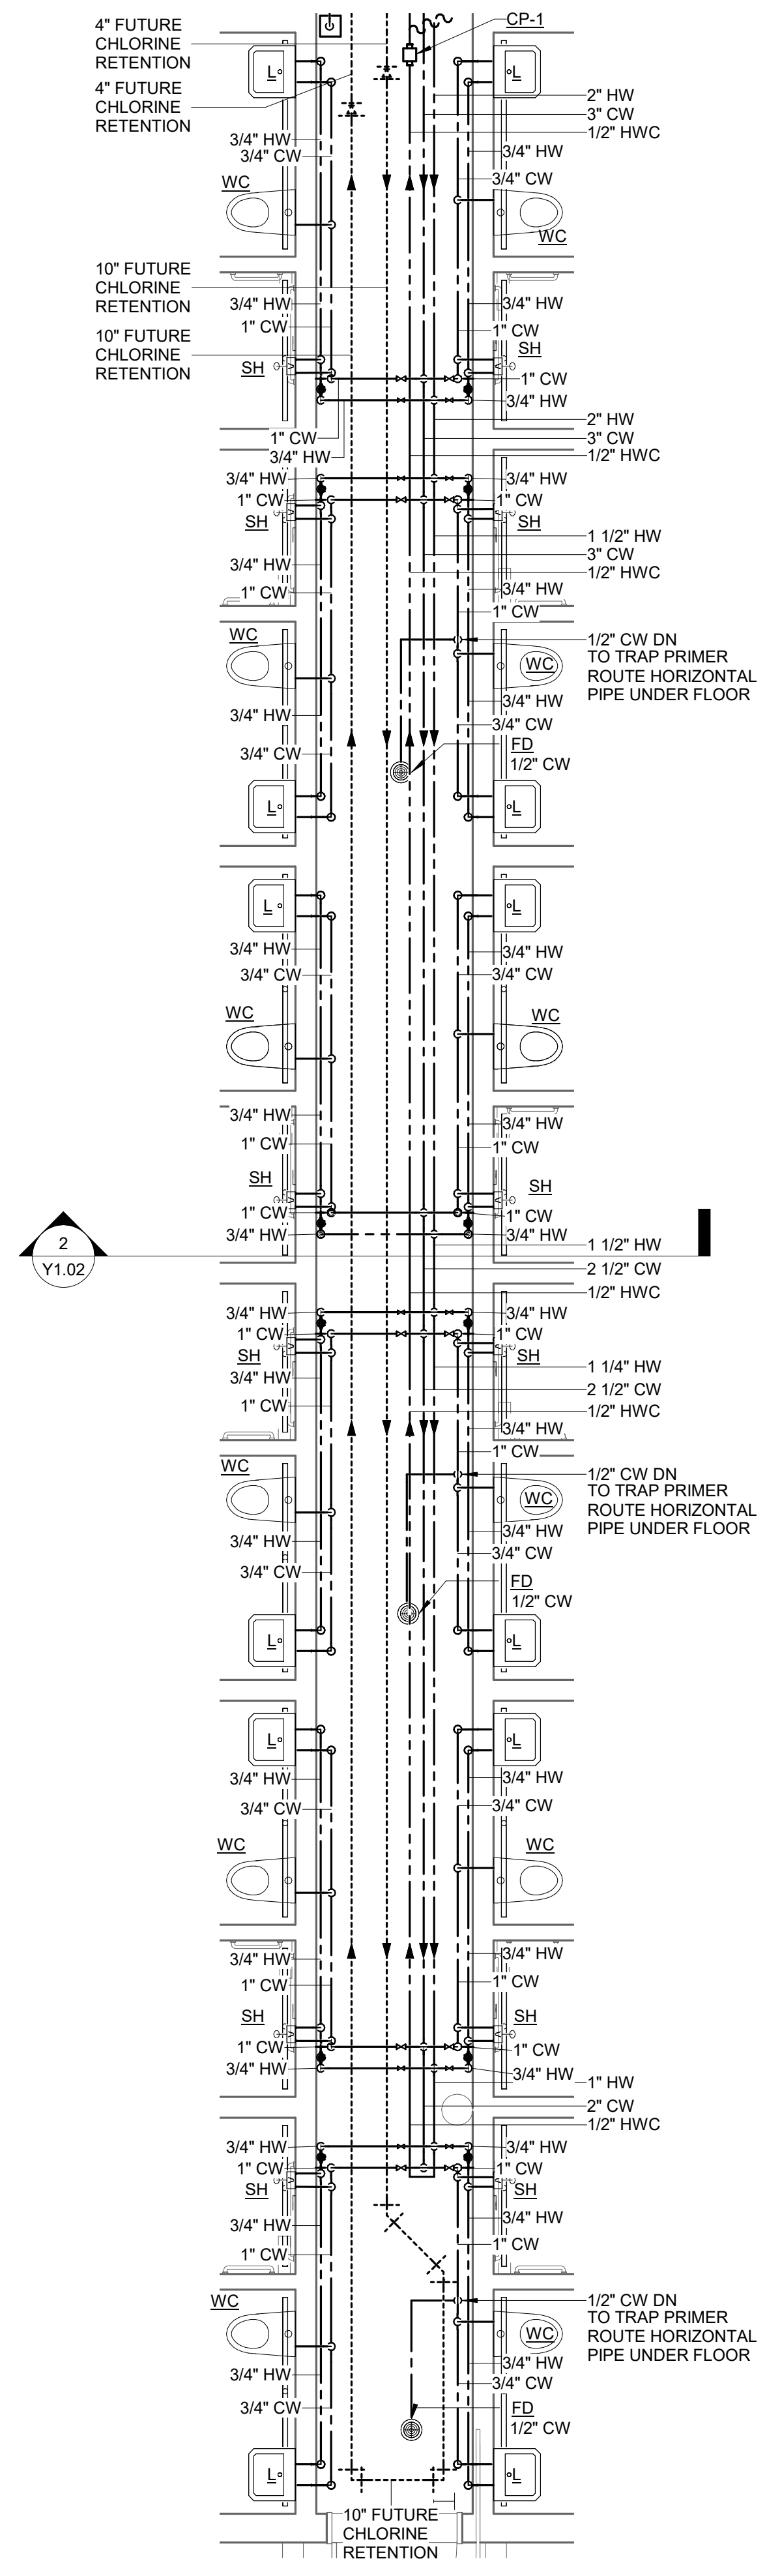 4" FUTURE
CHLORINE
RETENTION
CP-1
L
L
4" FUTURE
CHLORINE
RETENTION
2" HW
3" CW
1/2" HWC
3/4" HW
3/4" CW
3/4" HW
3/4" CW
WC
WC
10" FUTURE
CHLORINE
RETENTION
3/4" HW
3/4" HW
1" CW
1" CW
10" FUTURE
CHLORINE
RETENTION
SH
SH
1" CW
3/4" HW
2" HW
1" CW
3" CW
3/4" HW
1/2" HWC
3/4" HW
3/4" HW
1" CW
1" CW
SH
SH
1 1/2" HW
3" CW
3/4" HW
1/2" HWC
1" CW
3/4" HW
1" CW
WC
1/2" CW DN
TO TRAP PRIMER
ROUTE HORIZONTAL
PIPE UNDER FLOOR
WC
3/4" HW
3/4" HW
3/4" CW
3/4" CW
FD
1/2" CW
L
L
L
L
3/4" HW
3/4" HW
3/4" CW
3/4" CW
WC
WC
3/4" HW
3/4" HW
1" CW
1" CW
SH
SH
1" CW
1" CW
3/4" HW
3/4" HW
2
Y1.02
1 1/2" HW
2 1/2" CW
1/2" HWC
3/4" HW
3/4" HW
1" CW
1" CW
SH
SH
1 1/4" HW
3/4" HW
2 1/2" CW
1" CW
1/2" HWC
3/4" HW
1" CW
WC
1/2" CW DN
TO TRAP PRIMER
ROUTE HORIZONTAL
PIPE UNDER FLOOR
WC
3/4" HW
3/4" HW
3/4" CW
3/4" CW
FD
1/2" CW
L
L
L
L
3/4" HW
3/4" HW
3/4" CW
3/4" CW
WC
WC
3/4" HW
3/4" HW
1" CW
1" CW
SH
SH
1" CW
1" CW
3/4" HW
3/4" HW
1" HW
2" CW
1/2" HWC
3/4" HW
3/4" HW
1" CW
1" CW
SH
SH
3/4" HW
3/4" HW
1" CW
1" CW
WC
1/2" CW DN
TO TRAP PRIMER
ROUTE HORIZONTAL
PIPE UNDER FLOOR
WC
3/4" HW
3/4" HW
3/4" CW
3/4" CW
FD
1/2" CW
L
L
10" FUTURE
CHLORINE
RETENTION